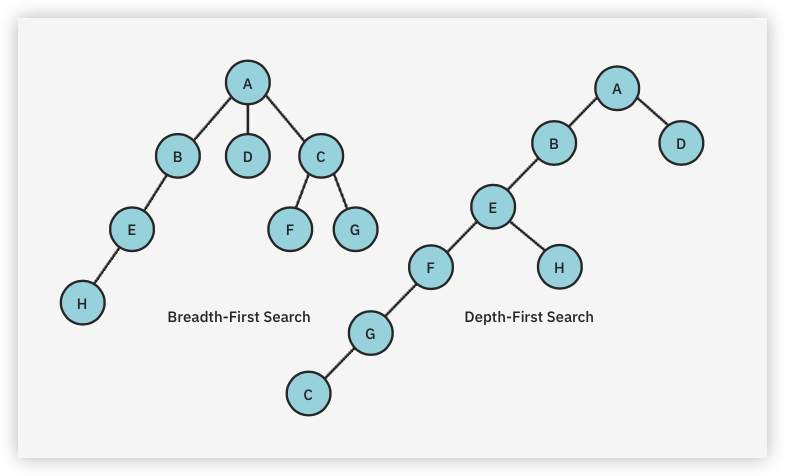 A
B
D
C
E
F
G
H
Breadth-First Search
A
B
D
E
F
H
G
C
Depth-First Search